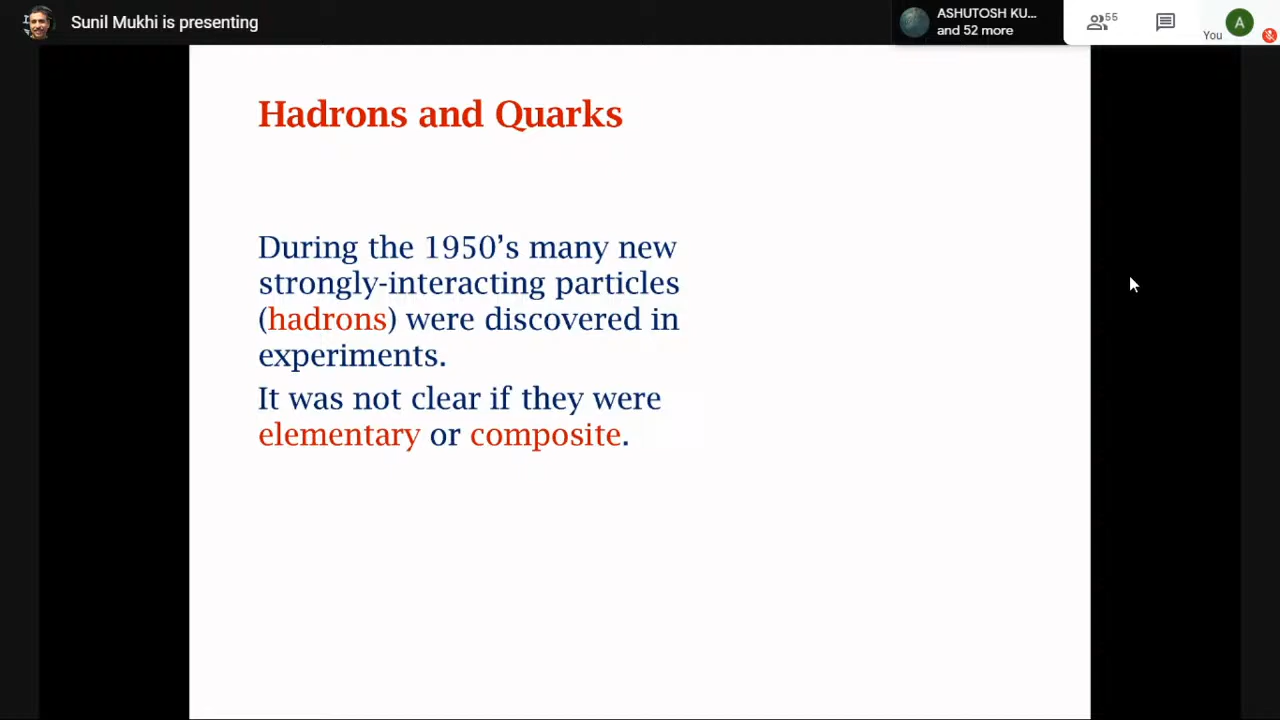 Sunil Mukhi is presenting
ASHUTOSH KU...
and 52 more
55
You
A
Hadrons and Quarks
During the 1950’s many new
strongly-interacting particles
(hadrons) were discovered in
experiments.
It was not clear if they were
elementary or composite.